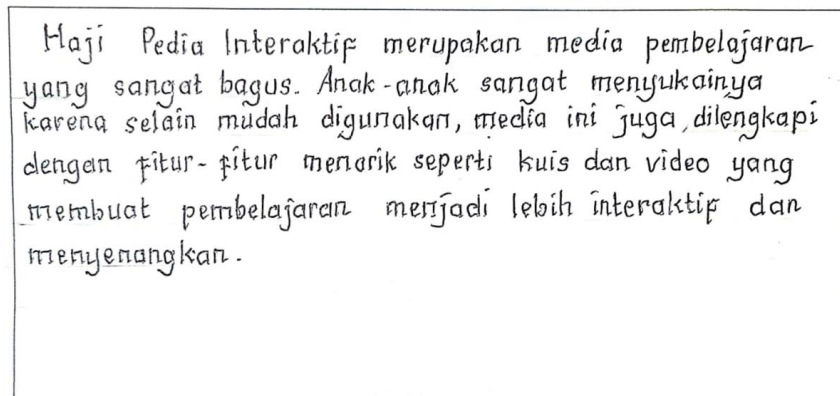 Haji Pedia Interaktif merupakan media pembelajaran
yang sangat bagus. Anak-anak sangat menyukainya
karena selain mudah digunakan, media ini juga dilengkapi
dengan fitur-fitur menarik seperti kuis dan video yang
membuat pembelajaran menjadi lebih interaktif dan
menyenangkan.